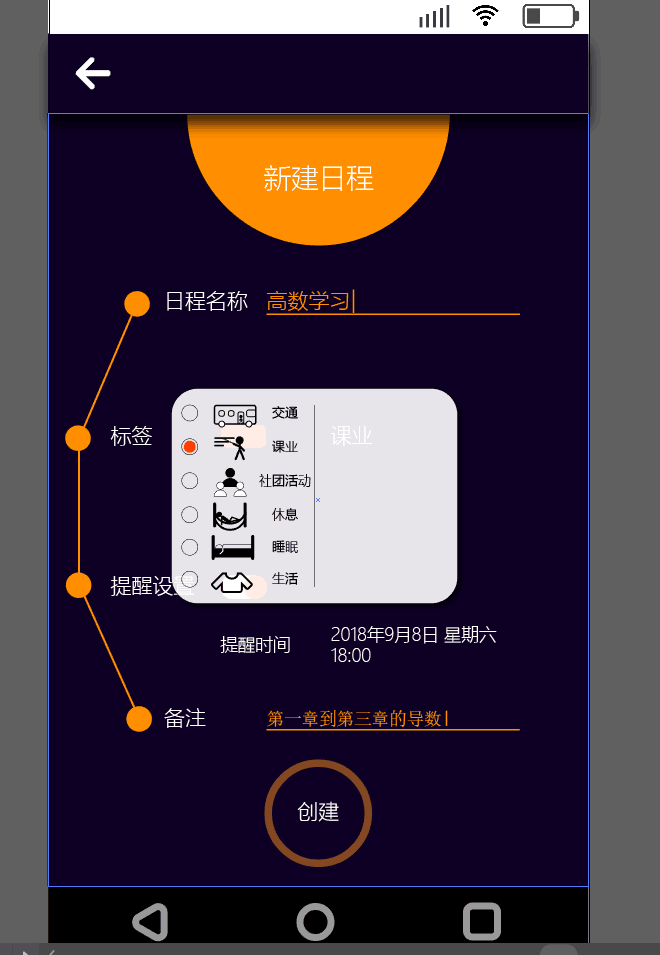 新建日程
日程名称 高数学习
标签
交通
课业 课业
社团活动
休息
睡眠
生活
提醒设置
提醒时间 2018年9月8日 星期六
18:00
备注 第一章到第三章的导数
创建